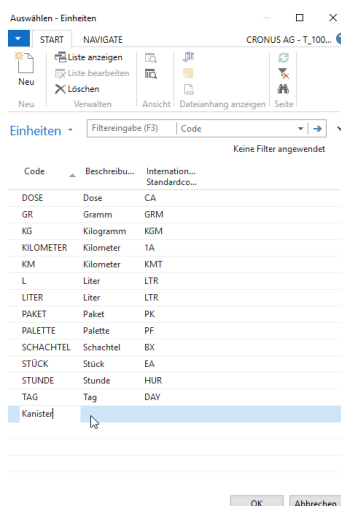 Auswählen - Einheiten
START NAVIGATE CRONUS AG - T_100...
Neu
Liste anzeigen
Liste bearbeiten
Löschen
Neu Verwalten Ansicht Dateianhang anzeigen Seite
Einheiten
Filtereingabe (F3) Code
Keine Filter angewendet
Code Beschreibu... Internation...
Standardco...
DOSE Dose CA
GR Gramm GRM
KG Kilogramm KGM
KILOMETER Kilometer 1A
KM Kilometer KMT
L Liter LTR
LITER Liter LTR
PAKET Paket PK
PALETTE Palette PF
SCHACHTEL Schachtel BX
STÜCK Stück EA
STUNDE Stunde HUR
TAG Tag DAY
Kanister
OK Abbrechen